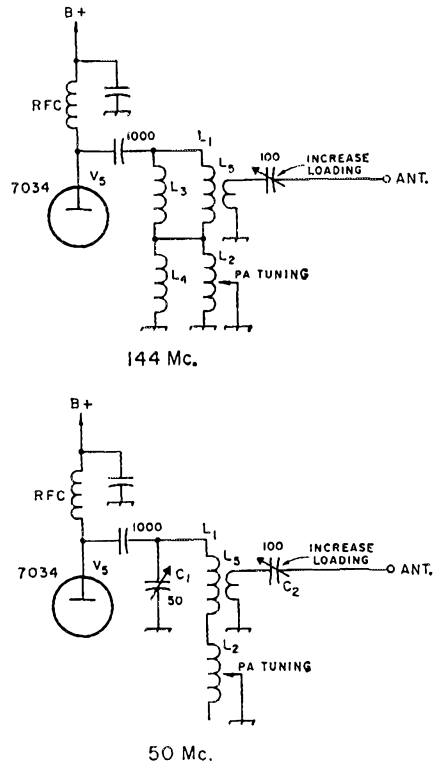 B+
RFC
1000
L1
L5
100
INCREASE
LOADING
ANT.
7034
V5
L3
L4
L2
PA TUNING
144 Mc.
B+
RFC
1000
L1
L5
100
INCREASE
LOADING
ANT.
7034
V5
C1
50
C2
L2
PA TUNING
50 Mc.